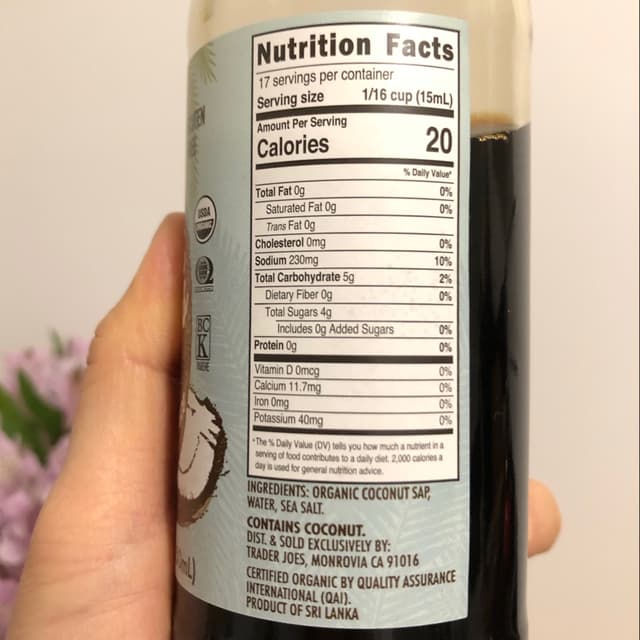 Nutrition Facts
17 servings per container
Serving size 1/16 cup (15mL)
Amount Per Serving
Calories 20
% Daily Value*
Total Fat 0g 0%
Saturated Fat 0g 0%
Trans Fat 0g
Cholesterol 0mg 0%
Sodium 230mg 10%
Total Carbohydrate 5g 2%
Dietary Fiber 0g 0%
Total Sugars 4g
Includes 0g Added Sugars 0%
Protein 0g 0%
Vitamin D 0mcg 0%
Calcium 11.7mg 0%
Iron 0mg 0%
Potassium 40mg 0%
*The % Daily Value (DV) tells you how much a nutrient in a
serving of food contributes to a daily diet. 2,000 calories a
day is used for general nutrition advice.
INGREDIENTS: ORGANIC COCONUT SAP,
WATER, SEA SALT.
CONTAINS COCONUT.
DIST. & SOLD EXCLUSIVELY BY:
TRADER JOES, MONROVIA CA 91016
CERTIFIED ORGANIC BY QUALITY ASSURANCE
INTERNATIONAL (QAI).
PRODUCT OF SRI LANKA
USDA
BC
K